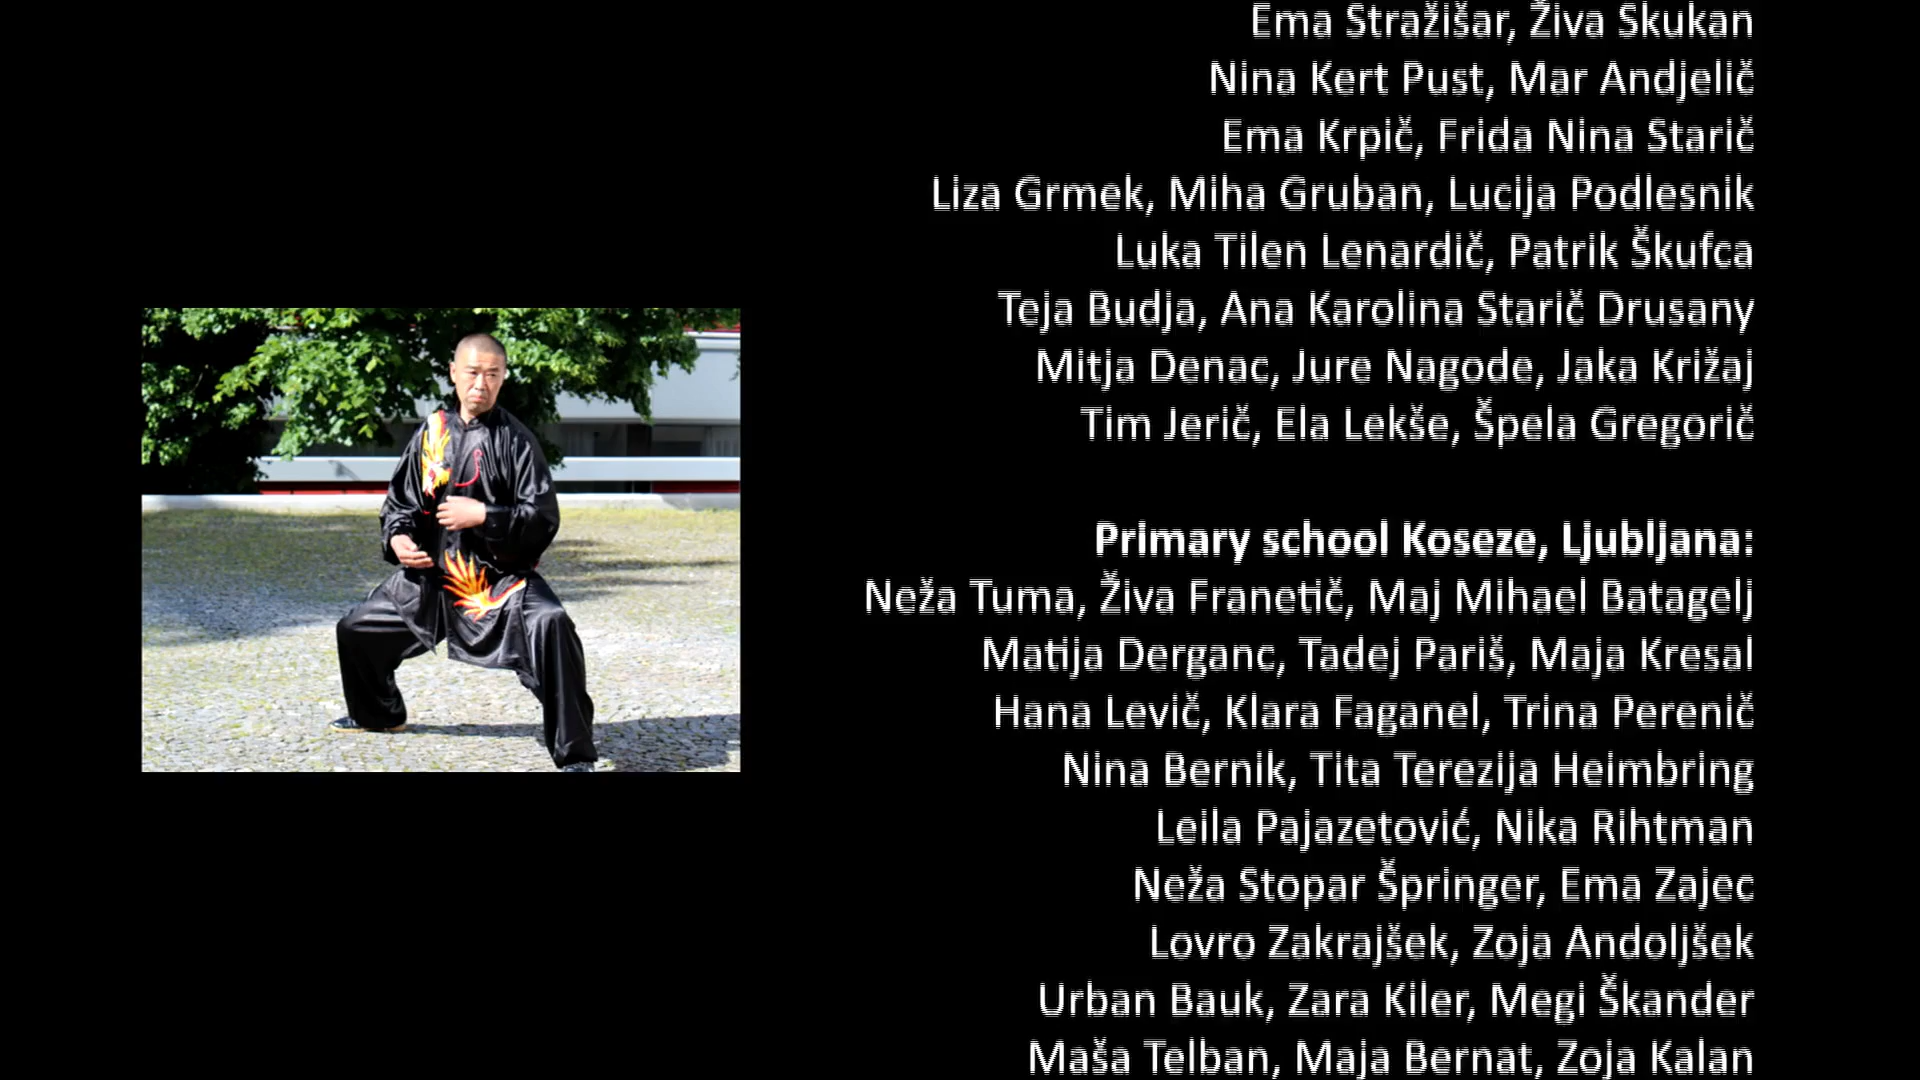 Ema Stražišar, Živa Skukan
Nina Kert Pust, Mar Andjelič
Ema Krpič, Frida Nina Starič
Liza Grmek, Miha Gruban, Lucija Podlesnik
Luka Tilen Lenardič, Patrik Škufca
Teja Budja, Ana Karolina Starič Drusany
Mitja Denac, Jure Nagode, Jaka Križaj
Tim Jerič, Ela Lekše, Špela Gregorič
Primary school Koseze, Ljubljana:
Neža Tuma, Živa Franetič, Maj Mihael Batagelj
Matija Derganc, Tadej Pariš, Maja Kresal
Hana Levič, Klara Faganel, Trina Perenič
Nina Bernik, Tita Terezija Heimbring
Leila Pajazetović, Nika Rihtman
Neža Stopar Špringer, Ema Zajec
Lovro Zakrajšek, Zoja Andoljšek
Urban Bauk, Zara Kiler, Megi Škander
Maša Telban, Maja Bernat, Zoja Kalan